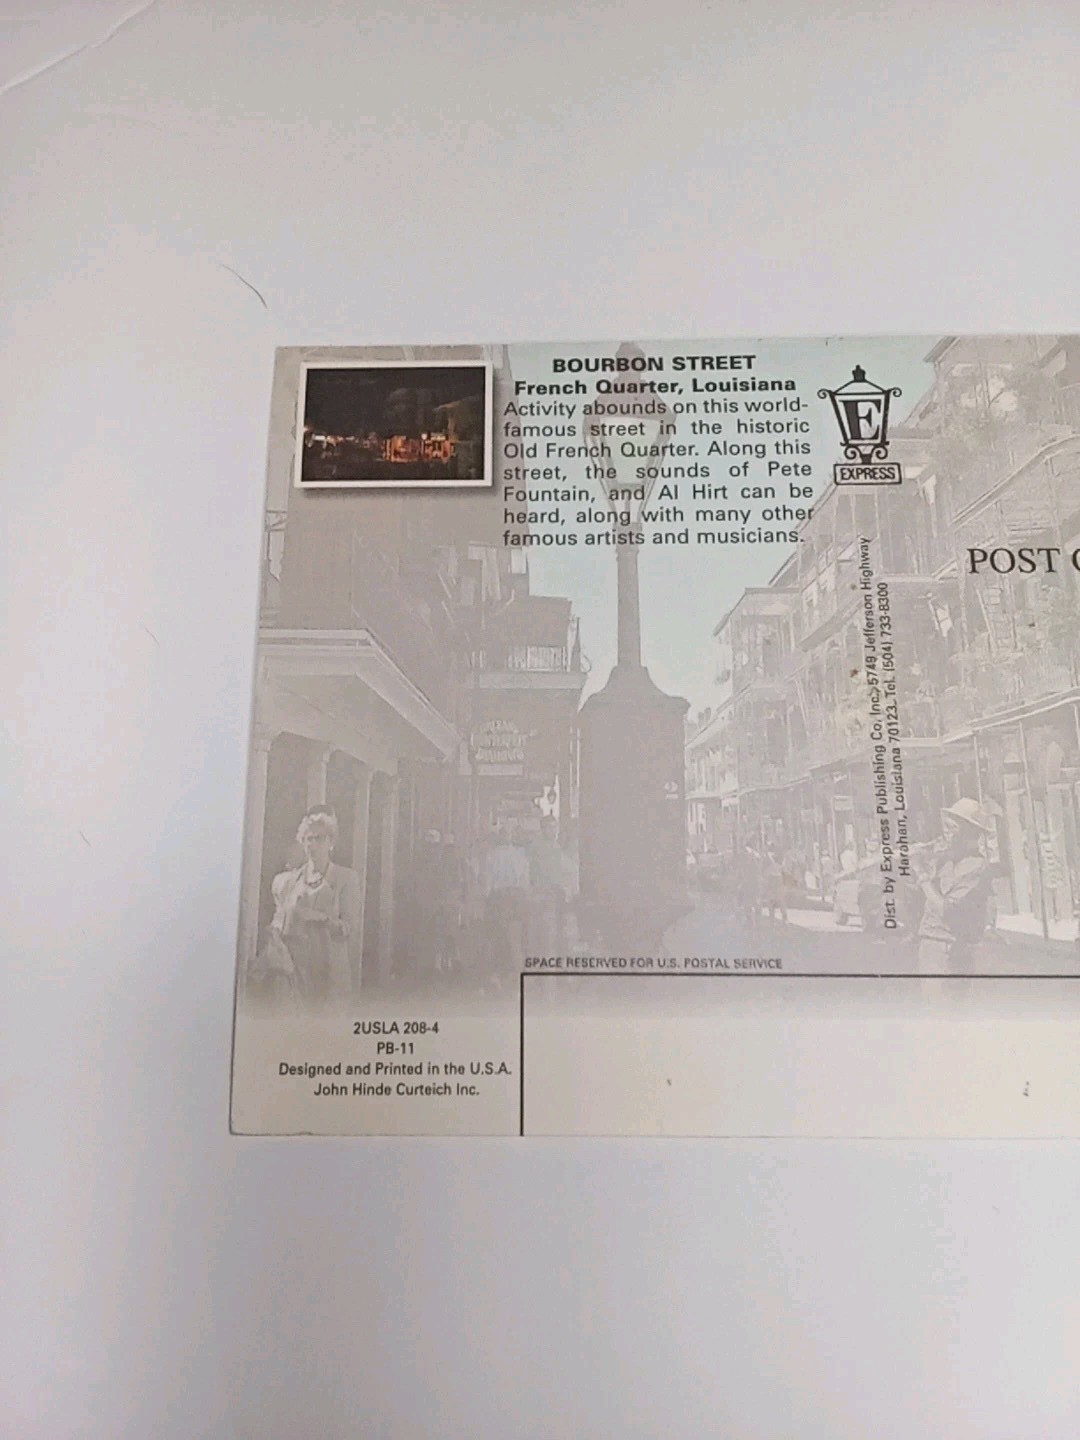 BOURBON STREET
French Quarter, Louisiana
Activity abounds on this world-
famous street in the historic
Old French Quarter. Along this
street, the sounds of Pete
Fountain, and Al Hirt can be
heard, along with many other
famous artists and musicians.
E
EXPRESS
POST
Dist. by Express Publishing Co. Inc. 5749 Jefferson Highway
Harahan, Louisiana 70123. Tel. (504) 733-8300
SPACE RESERVED FOR U.S. POSTAL SERVICE
2USLA 208-4
PB-11
Designed and Printed in the U.S.A.
John Hinde Curteich Inc.